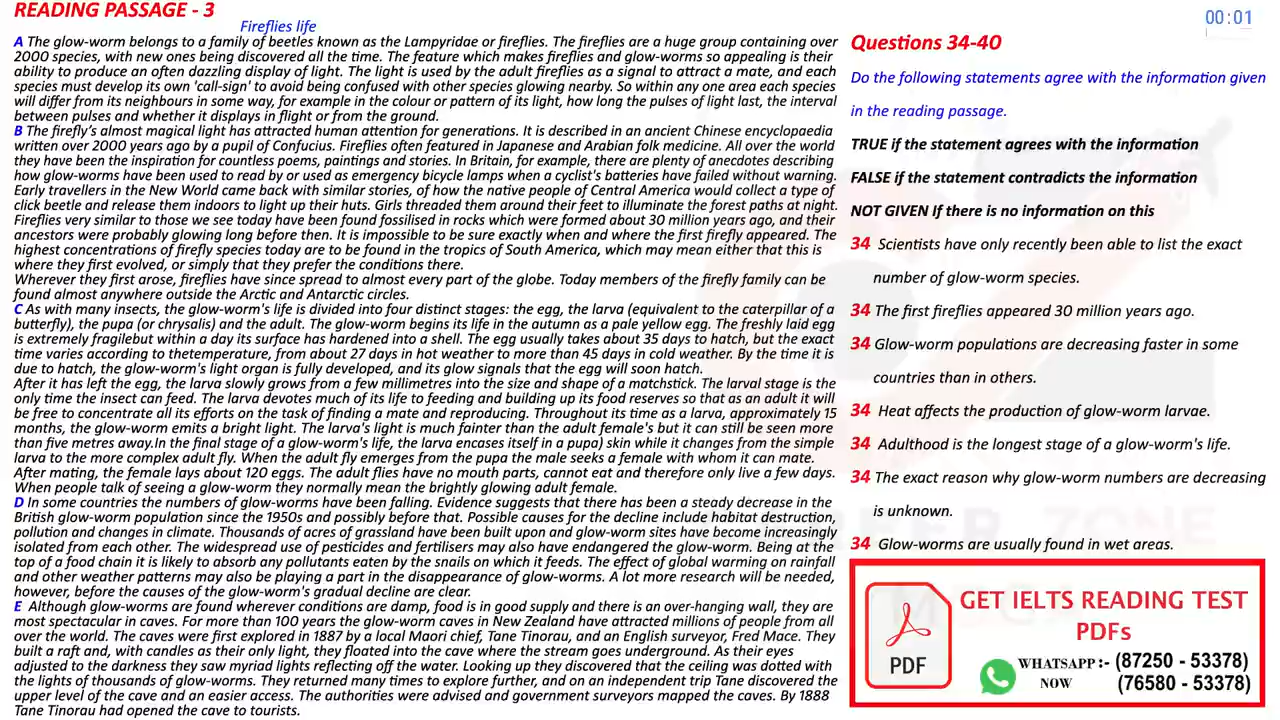 READING PASSAGE - 3
Fireflies life
A The glow-worm belongs to a family of beetles known as the Lampyridae or fireflies. The fireflies are a huge group containing over
2000 species, with new ones being discovered all the time. The feature which makes fireflies and glow-worms so appealing is their
ability to produce an often dazzling display of light. The light is used by the adult fireflies as a signal to attract a mate, and each
species must develop its own 'call-sign' to avoid being confused with other species glowing nearby. So within any one area each species
will differ from its neighbours in some way, for example in the colour or pattern of its light, how long the pulses of light last, the interval
between pulses and whether it displays in flight or from the ground.
B The firefly's almost magical light has attracted human attention for generations. It is described in an ancient Chinese encyclopaedia
written over 2000 years ago by a pupil of Confucius. Fireflies often featured in Japanese and Arabian folk medicine. All over the world
they have been the inspiration for countless poems, paintings and stories. In Britain, for example, there are plenty of anecdotes describing
how glow-worms have been used to read by or used as emergency bicycle lamps when a cyclist's batteries have failed without warning.
Early travellers in the New World came back with similar stories, of how the native people of Central America would collect a type of
click beetle and release them indoors to light up their huts. Girls threaded them around their feet to illuminate the forest paths at night.
Fireflies very similar to those we see today have been found fossilised in rocks which were formed about 30 million years ago, and their
ancestors were probably glowing long before then. It is impossible to be sure exactly when and where the first firefly appeared. The
highest concentrations of firefly species today are to be found in the tropics of South America, which may mean either that this is
where they first evolved, or simply that they prefer the conditions there.
Wherever they first arose, fireflies have since spread to almost every part of the globe. Today members of the firefly family can be
found almost anywhere outside the Arctic and Antarctic circles.
C As with many insects, the glow-worm's life is divided into four distinct stages: the egg, the larva (equivalent to the caterpillar of a
butterfly), the pupa (or chrysalis) and the adult. The glow-worm begins its life in the autumn as a pale yellow egg. The freshly laid egg
is extremely fragilebut within a day its surface has hardened into a shell. The egg usually takes about 35 days to hatch, but the exact
time varies according to thetemperature, from about 27 days in hot weather to more than 45 days in cold weather. By the time it is
due to hatch, the glow-worm's light organ is fully developed, and its glow signals that the egg will soon hatch.
After it has left the egg, the larva slowly grows from a few millimetres into the size and shape of a matchstick. The larval stage is the
only time the insect can feed. The larva devotes much of its life to feeding and building up its food reserves so that as an adult it will
be free to concentrate all its efforts on the task of finding a mate and reproducing. Throughout its time as a larva, approximately 15
months, the glow-worm emits a bright light. The larva's light is much fainter than the adult female's but it can still be seen more
than five metres away.In the final stage of a glow-worm's life, the larva encases itself in a pupa) skin while it changes from the simple
larva to the more complex adult fly. When the adult fly emerges from the pupa the male seeks a female with whom it can mate.
After mating, the female lays about 120 eggs. The adult flies have no mouth parts, cannot eat and therefore only live a few days.
When people talk of seeing a glow-worm they normally mean the brightly glowing adult female.
D In some countries the numbers of glow-worms have been falling. Evidence suggests that there has been a steady decrease in the
British glow-worm population since the 1950s and possibly before that. Possible causes for the decline include habitat destruction,
pollution and changes in climate. Thousands of acres of grassland have been built upon and glow-worm sites have become increasingly
isolated from each other. The widespread use of pesticides and fertilisers may also have endangered the glow-worm. Being at the
top of a food chain it is likely to absorb any pollutants eaten by the snails on which it feeds. The effect of global warming on rainfall
and other weather patterns may also be playing a part in the disappearance of glow-worms. A lot more research will be needed,
however, before the causes of the glow-worm's gradual decline are clear.
E Although glow-worms are found wherever conditions are damp, food is in good supply and there is an over-hanging wall, they are
most spectacular in caves. For more than 100 years the glow-worm caves in New Zealand have attracted millions of people from all
over the world. The caves were first explored in 1887 by a local Maori chief, Tane Tinorau, and an English surveyor, Fred Mace. They
built a raft and, with candles as their only light, they floated into the cave where the stream goes underground. As their eyes
adjusted to the darkness they saw myriad lights reflecting off the water. Looking up they discovered that the ceiling was dotted with
the lights of thousands of glow-worms. They returned many times to explore further, and on an independent trip Tane discovered the
upper level of the cave and an easier access. The authorities were advised and government surveyors mapped the caves. By 1888
Tane Tinorau had opened the cave to tourists.
00:01
Questions 34-40
Do the following statements agree with the information given
in the reading passage.
TRUE if the statement agrees with the information
FALSE if the statement contradicts the information
NOT GIVEN If there is no information on this
34 Scientists have only recently been able to list the exact
number of glow-worm species.
34 The first fireflies appeared 30 million years ago.
34 Glow-worm populations are decreasing faster in some
countries than in others.
34 Heat affects the production of glow-worm larvae.
34 Adulthood is the longest stage of a glow-worm's life.
34 The exact reason why glow-worm numbers are decreasing
is unknown.
34 Glow-worms are usually found in wet areas.
PDF
GET IELTS READING TEST
PDFs
WHATSAPP :- (87250 - 53378)
NOW (76580 - 53378)